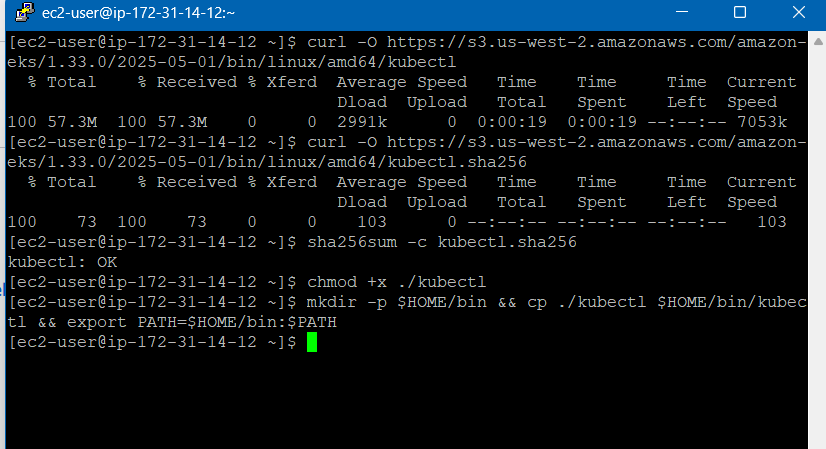 ec2-user@ip-172-31-14-12:~
[ec2-user@ip-172-31-14-12 ~]$ curl -O https://s3.us-west-2.amazonaws.com/amazon-
eks/1.33.0/2025-05-01/bin/linux/amd64/kubectl
  % Total    % Received % Xferd  Average Speed   Time    Time     Time  Current
                                 Dload  Upload   Total   Spent    Left  Speed
100 57.3M  100 57.3M    0     0  2991k      0  0:00:19  0:00:19 --:--:-- 7053k
[ec2-user@ip-172-31-14-12 ~]$ curl -O https://s3.us-west-2.amazonaws.com/amazon-
eks/1.33.0/2025-05-01/bin/linux/amd64/kubectl.sha256
  % Total    % Received % Xferd  Average Speed   Time    Time     Time  Current
                                 Dload  Upload   Total   Spent    Left  Speed
100    73  100    73    0     0    103      0 --:--:-- --:--:-- --:--:--   103
[ec2-user@ip-172-31-14-12 ~]$ sha256sum -c kubectl.sha256
kubectl: OK
[ec2-user@ip-172-31-14-12 ~]$ chmod +x ./kubectl
[ec2-user@ip-172-31-14-12 ~]$ mkdir -p $HOME/bin && cp ./kubectl $HOME/bin/kubec
tl && export PATH=$HOME/bin:$PATH
[ec2-user@ip-172-31-14-12 ~]$